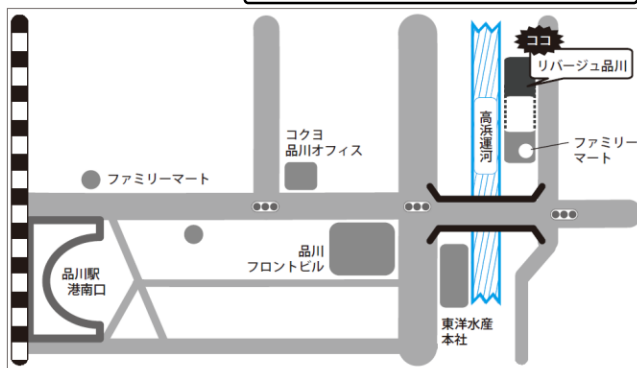 ココ
リバージュ品川
高浜運河
コクヨ
品川オフィス
ファミリー
マート
ファミリーマート
品川
フロントビル
品川駅
港南口
東洋水産
本社